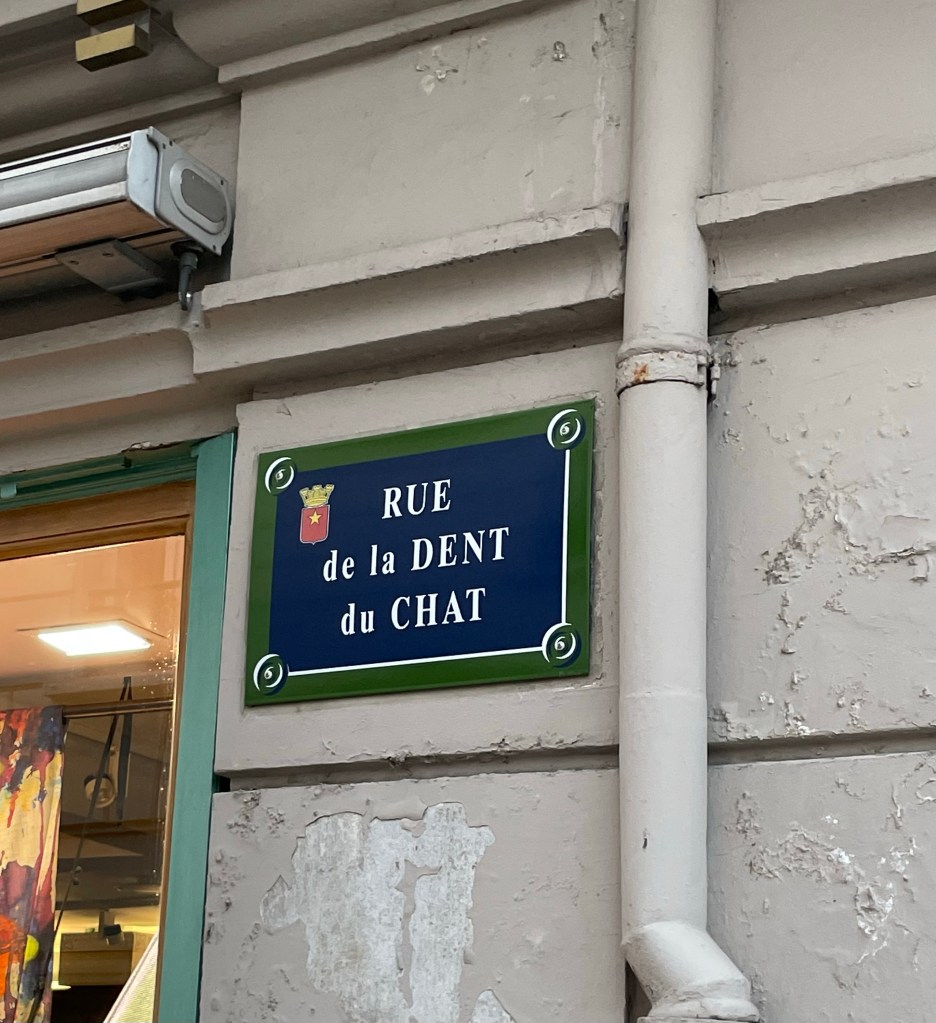 RUE
de la DENT
du CHAT